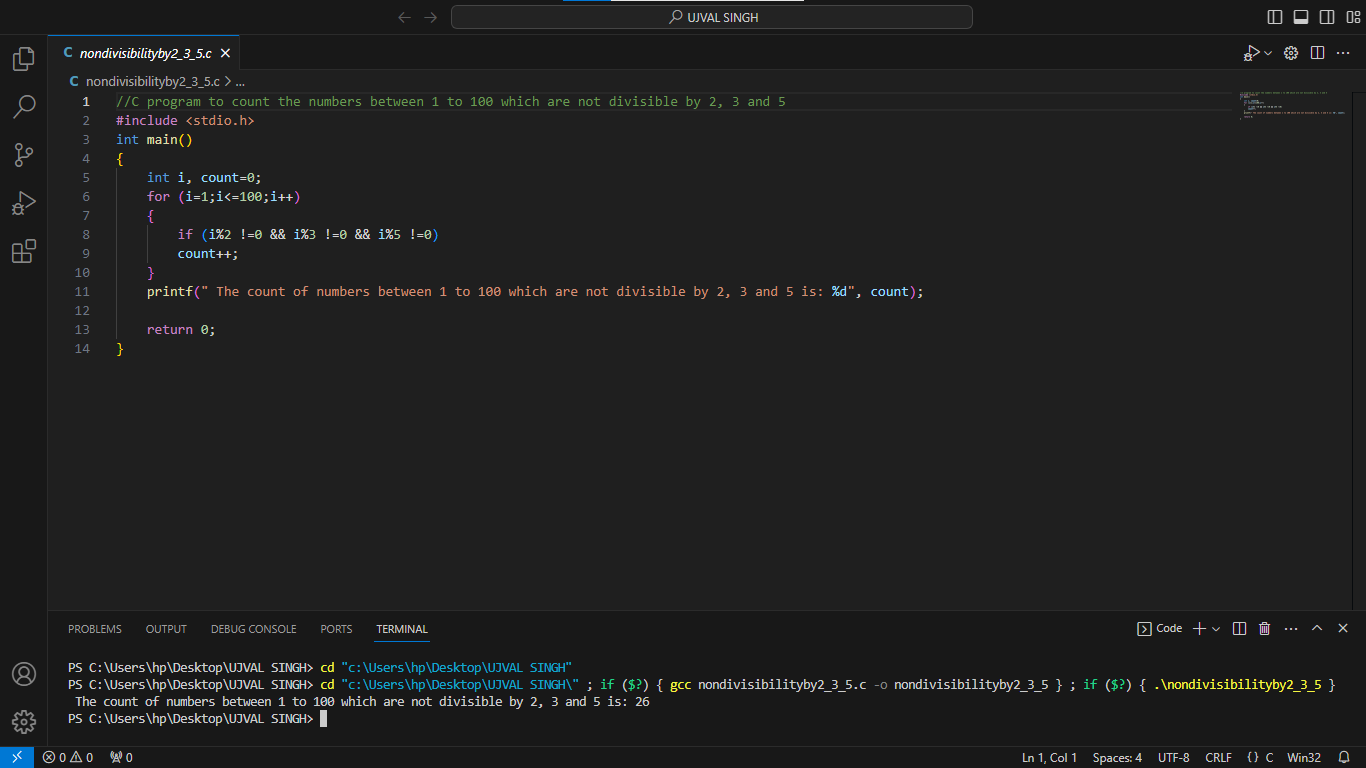 UJVAL SINGH
C nondivisibilityby2_3_5.c
C nondivisibilityby2_3_5.c > ...
1 //C program to count the numbers between 1 to 100 which are not divisible by 2, 3 and 5
2 #include <stdio.h>
3 int main()
4 {
5 int i, count=0;
6 for (i=1;i<=100;i++)
7 {
8 if (i%2 !=0 && i%3 !=0 && i%5 !=0)
9 count++;
10 }
11 printf(" The count of numbers between 1 to 100 which are not divisible by 2, 3 and 5 is: %d", count);
12
13 return 0;
14 }
PROBLEMS OUTPUT DEBUG CONSOLE PORTS TERMINAL Code
PS C:\Users\hp\Desktop\UJVAL SINGH> cd "c:\Users\hp\Desktop\UJVAL SINGH"
PS C:\Users\hp\Desktop\UJVAL SINGH> cd "c:\Users\hp\Desktop\UJVAL SINGH\" ; if ($?) { gcc nondivisibilityby2_3_5.c -o nondivisibilityby2_3_5 } ; if ($?) { .\nondivisibilityby2_3_5 }
The count of numbers between 1 to 100 which are not divisible by 2, 3 and 5 is: 26
PS C:\Users\hp\Desktop\UJVAL SINGH>
0 0 0 Ln 1, Col 1 Spaces: 4 UTF-8 CRLF {} C Win32